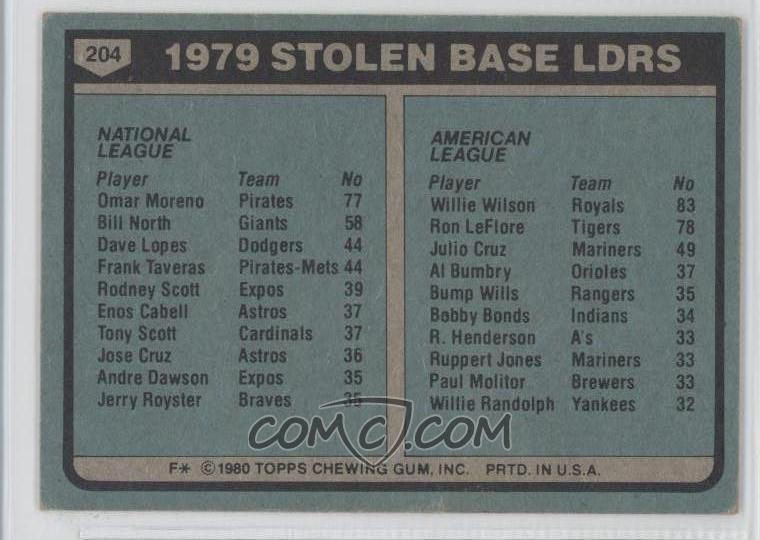 204 1979 STOLEN BASE LDRS
NATIONAL
LEAGUE
Player Team No
Omar Moreno Pirates 77
Bill North Giants 58
Dave Lopes Dodgers 44
Frank Taveras Pirates-Mets 44
Rodney Scott Expos 39
Enos Cabell Astros 37
Tony Scott Cardinals 37
Jose Cruz Astros 36
Andre Dawson Expos 35
Jerry Royster Braves 35
AMERICAN
LEAGUE
Player Team No
Willie Wilson Royals 83
Ron LeFlore Tigers 78
Julio Cruz Mariners 49
Al Bumbry Orioles 37
Bump Wills Rangers 35
Bobby Bonds Indians 34
R. Henderson A's 33
Ruppert Jones Mariners 33
Paul Molitor Brewers 33
Willie Randolph Yankees 32
COMC.COM
F* ©1980 TOPPS CHEWING GUM, INC. PRTD. IN U.S.A.